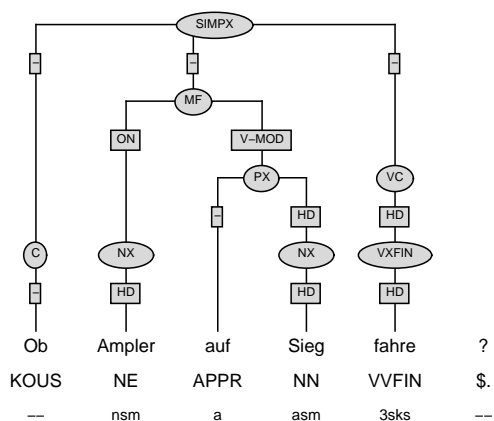 SIMPX
– – –
MF
ON V–MOD
PX VC
– HD HD
C NX NX VXFIN
– HD HD HD
Ob Ampler auf Sieg fahre ?
KOUS NE APPR NN VVFIN $.
–– nsm a asm 3sks ––